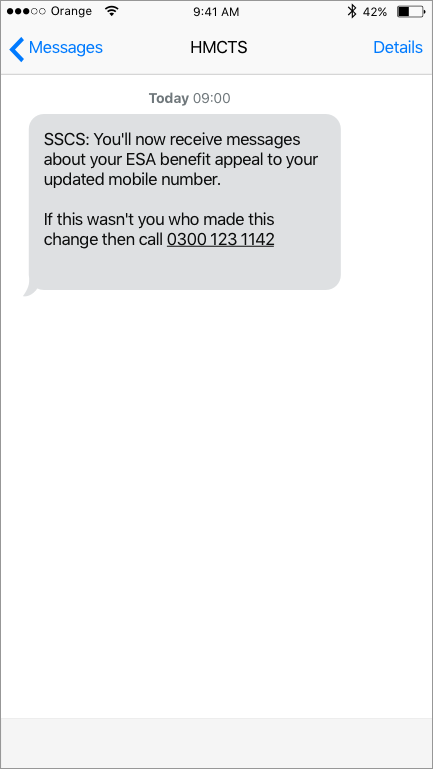 Orange 9:41 AM 42%
Messages HMCTS Details
Today 09:00
SSCS: You'll now receive messages
about your ESA benefit appeal to your
updated mobile number.
If this wasn't you who made this
change then call 0300 123 1142